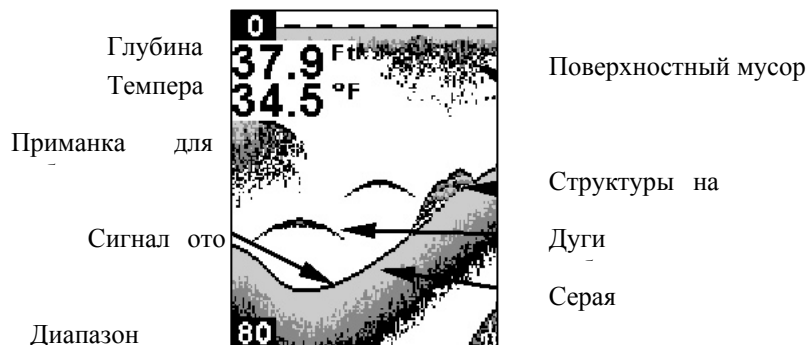 0
Глубина
37.9 Ft
Темпера
34.5 °F
Поверхностный мусор
Приманка для
Структуры на
Сигнал ото
Дуги
Серая
Диапазон
80